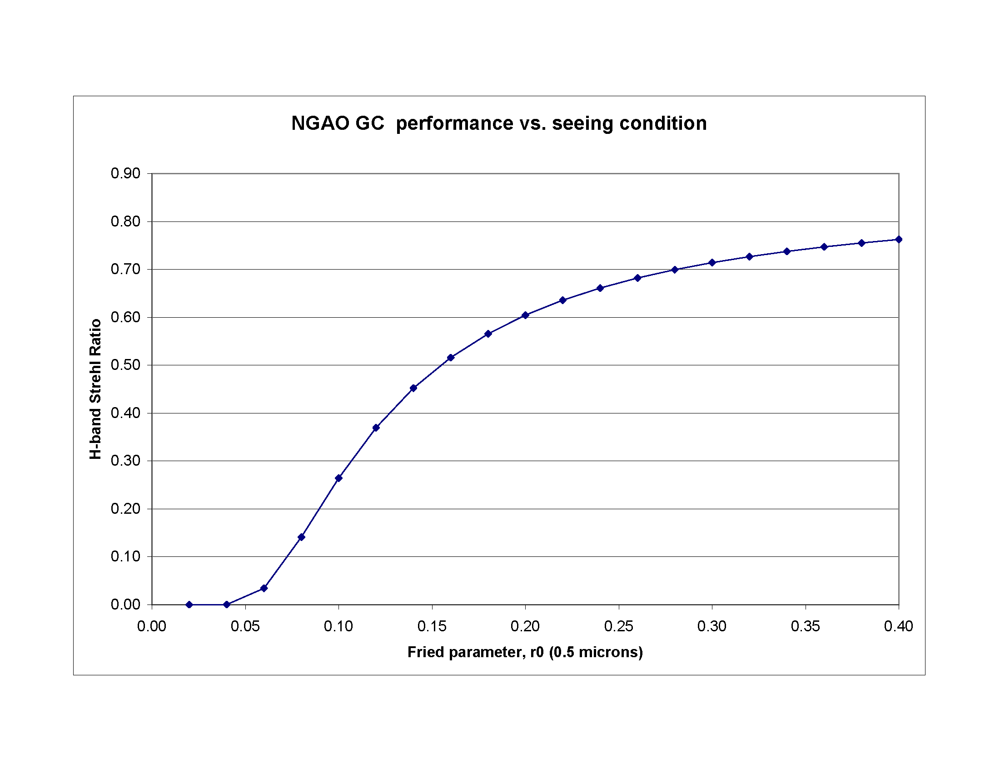 NGAO GC  performance vs. seeing condition
0.90
0.80
0.70
0.60
0.50
0.40
0.30
0.20
0.10
0.00
H-band Strehl Ratio
0.00 0.05 0.10 0.15 0.20 0.25 0.30 0.35 0.40
Fried parameter, r0 (0.5 microns)